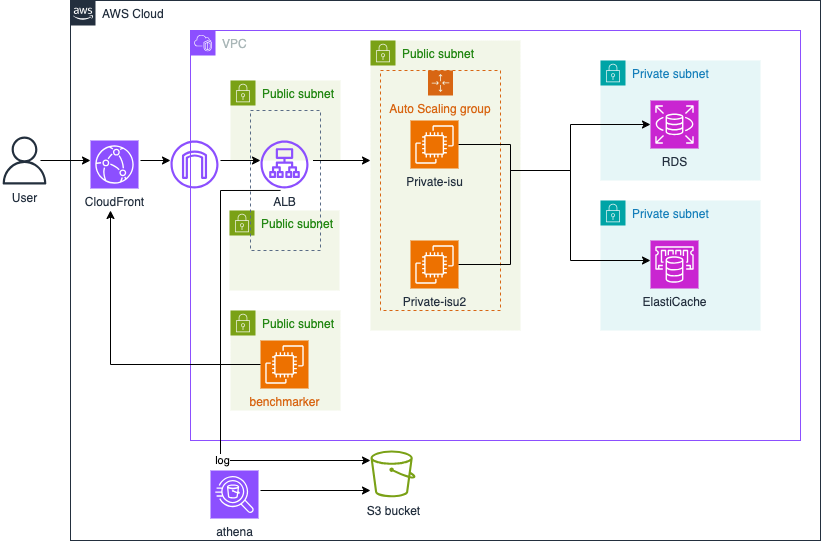 aws
AWS Cloud
VPC
Public subnet
Public subnet
Auto Scaling group
Private subnet
RDS
User
CloudFront
ALB
Private-isu
Public subnet
Private subnet
Private-isu2
ElastiCache
Public subnet
benchmarker
log
athena
S3 bucket